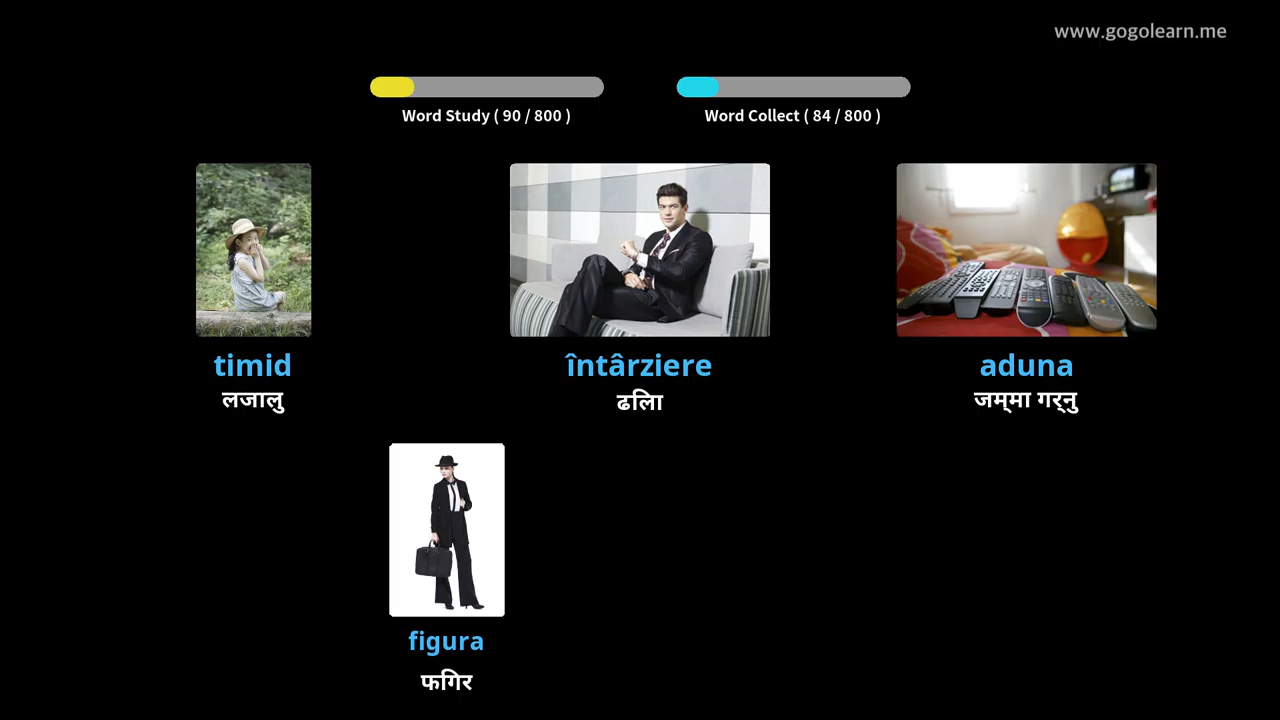 www.gogolearn.me
Word Study ( 90 / 800 )
Word Collect ( 84 / 800 )
timid
लजालु
întârziere
ढिला
aduna
जम्मा गर्नु
figura
फिगर